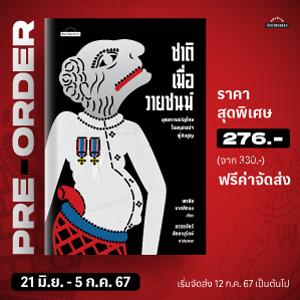 PRE-ORDER
ชาติ
เมื่อ
วายชนม์
ราคา
สุดพิเศษ
276.-
(จาก 330.-)
ฟรีค่าจัดส่ง
21 มิ.ย. - 5 ก.ค. 67
เริ่มจัดส่ง 12 ก.ค. 67 เป็นต้นไป